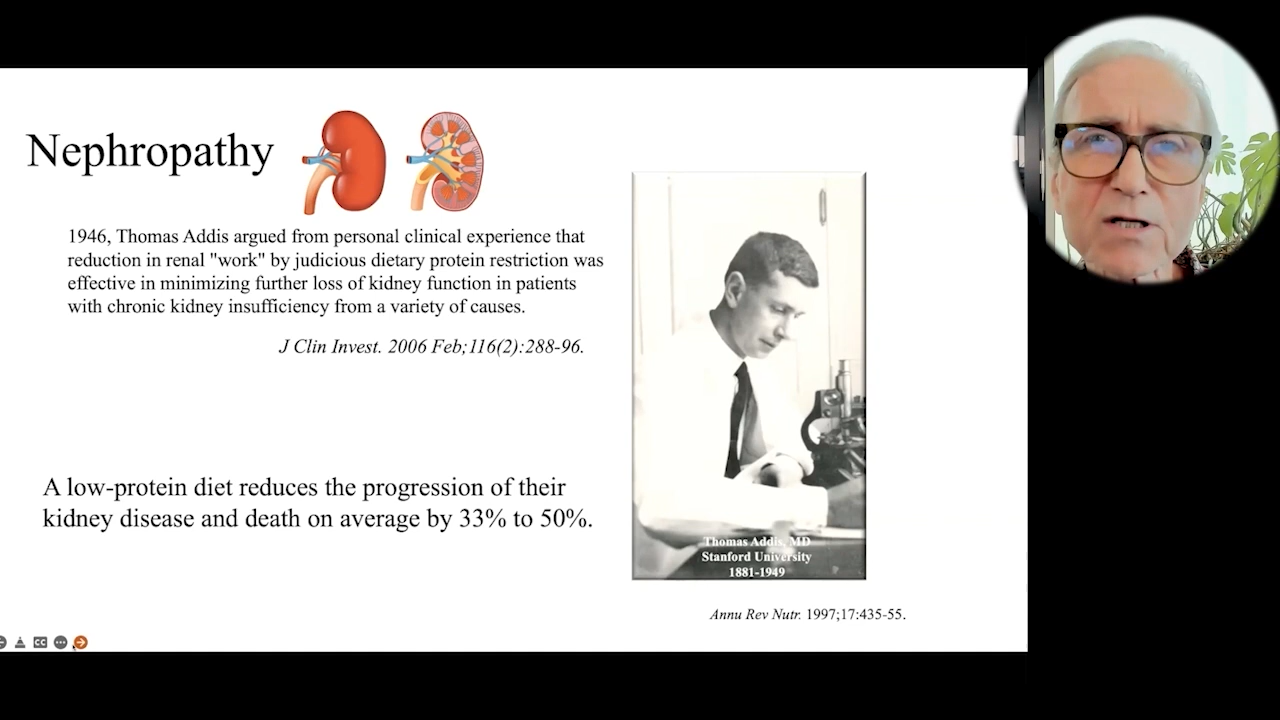 Nephropathy
1946, Thomas Addis argued from personal clinical experience that
reduction in renal "work" by judicious dietary protein restriction was
effective in minimizing further loss of kidney function in patients
with chronic kidney insufficiency from a variety of causes.
J Clin Invest. 2006 Feb;116(2):288-96.
A low-protein diet reduces the progression of their
kidney disease and death on average by 33% to 50%.
Thomas Addis, MD
Stanford University
1881-1949
Annu Rev Nutr. 1997;17:435-55.
CC